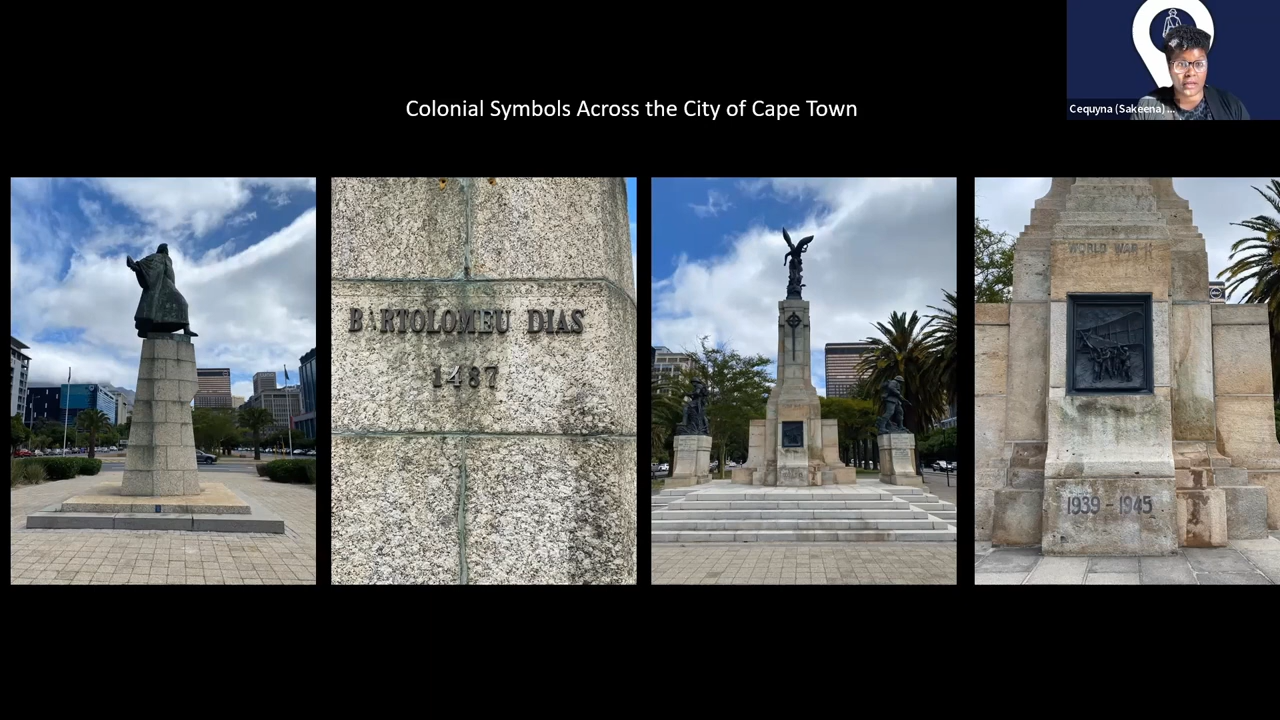 Colonial Symbols Across the City of Cape Town
Cequyna (Sakeena) ...
BARTOLOMEU DIAS
1487
WORLD WAR II
1939 - 1945